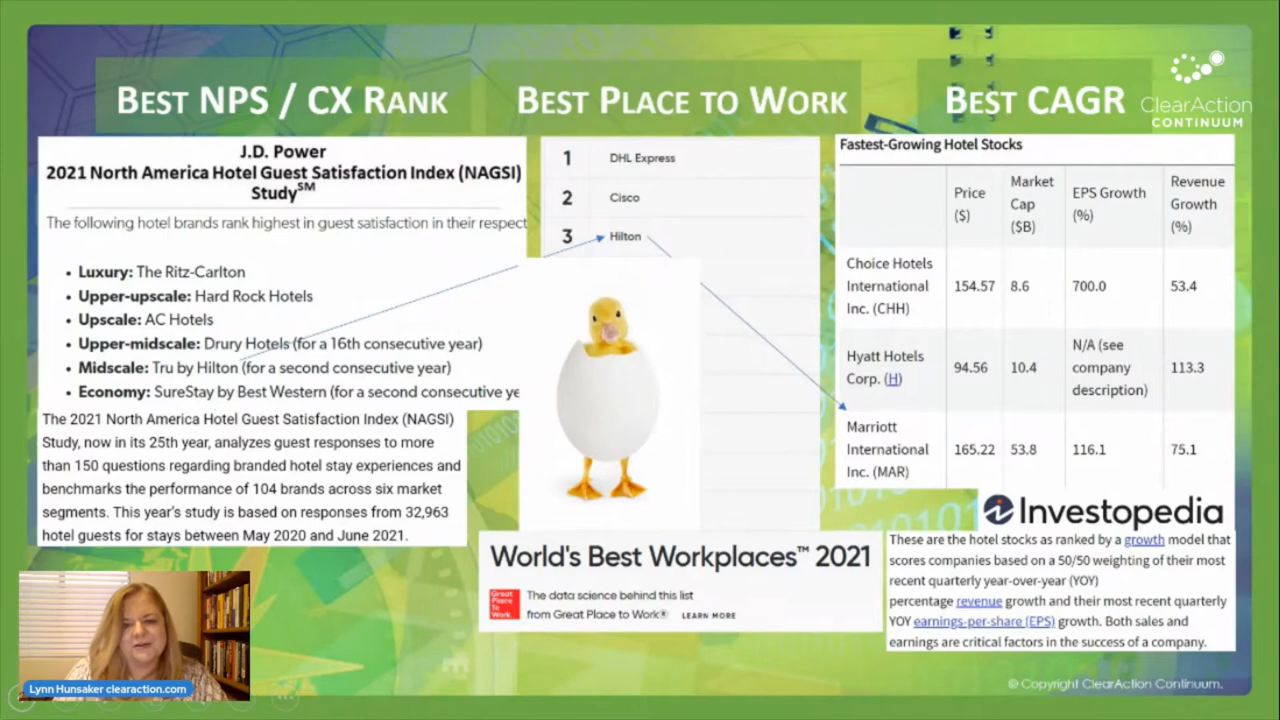 BEST NPS / CX RANK
BEST PLACE TO WORK
BEST CAGR
ClearAction
CONTINUUM
J.D. Power
2021 North America Hotel Guest Satisfaction Index (NAGSI)
StudySM
The following hotel brands rank highest in guest satisfaction in their respect
• Luxury: The Ritz-Carlton
• Upper-upscale: Hard Rock Hotels
• Upscale: AC Hotels
• Upper-midscale: Drury Hotels (for a 16th consecutive year)
• Midscale: Tru by Hilton (for a second consecutive year)
• Economy: SureStay by Best Western (for a second consecutive ye
The 2021 North America Hotel Guest Satisfaction Index (NAGSI)
Study, now in its 25th year, analyzes guest responses to more
than 150 questions regarding branded hotel stay experiences and
benchmarks the performance of 104 brands across six market
segments. This year's study is based on responses from 32,963
hotel guests for stays between May 2020 and June 2021.
1 DHL Express
2 Cisco
3 Hilton
World's Best Workplaces™ 2021
Great
Place
To
Work.
The data science behind this list
from Great Place to Work® LEARN MORE
Fastest-Growing Hotel Stocks
Price
($)
Market
Cap
($B)
EPS Growth
(%)
Revenue
Growth
(%)
Choice Hotels
International
Inc. (CHH)
154.57 8.6 700.0 53.4
Hyatt Hotels
Corp. (H)
94.56 10.4
N/A (see
company
description)
113.3
Marriott
International
Inc. (MAR)
165.22 53.8 116.1 75.1
Investopedia
These are the hotel stocks as ranked by a growth model that
scores companies based on a 50/50 weighting of their most
recent quarterly year-over-year (YOY)
percentage revenue growth and their most recent quarterly
YOY earnings-per-share (EPS) growth. Both sales and
earnings are critical factors in the success of a company.
Lynn Hunsaker clearaction.com
© Copyright ClearAction Continuum.